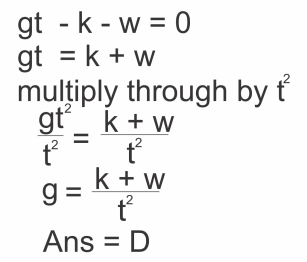 gt - k - w = 0
gt = k + w
multiply through by t²
gt²/t² = k + w/t²
g = k + w/t²
Ans = D